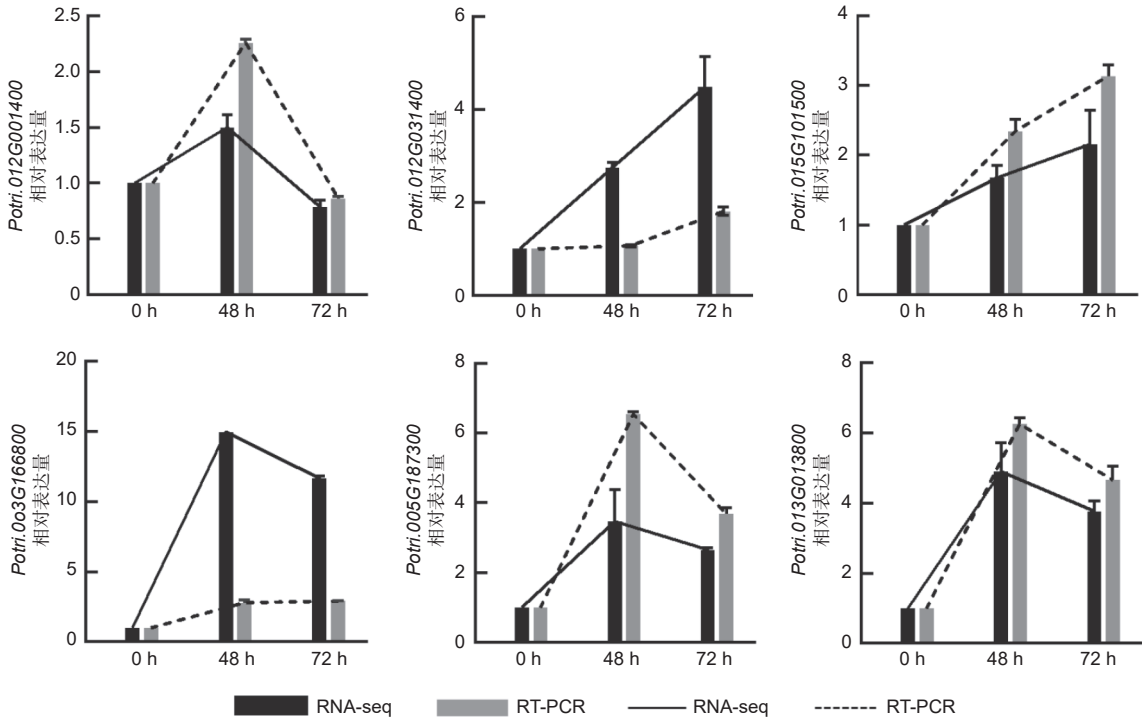 2.5
2.0
1.5
1.0
0.5
0
Potri.012G001400
相对表达量
0 h 48 h 72 h
6
4
2
0
Potri.012G031400
相对表达量
0 h 48 h 72 h
4
3
2
1
0
Potri.015G101500
相对表达量
0 h 48 h 72 h
20
15
10
5
0
Potri.0o3G166800
相对表达量
0 h 48 h 72 h
8
6
4
2
0
Potri.005G187300
相对表达量
0 h 48 h 72 h
8
6
4
2
0
Potri.013G013800
相对表达量
0 h 48 h 72 h
RNA-seq RT-PCR RNA-seq RT-PCR